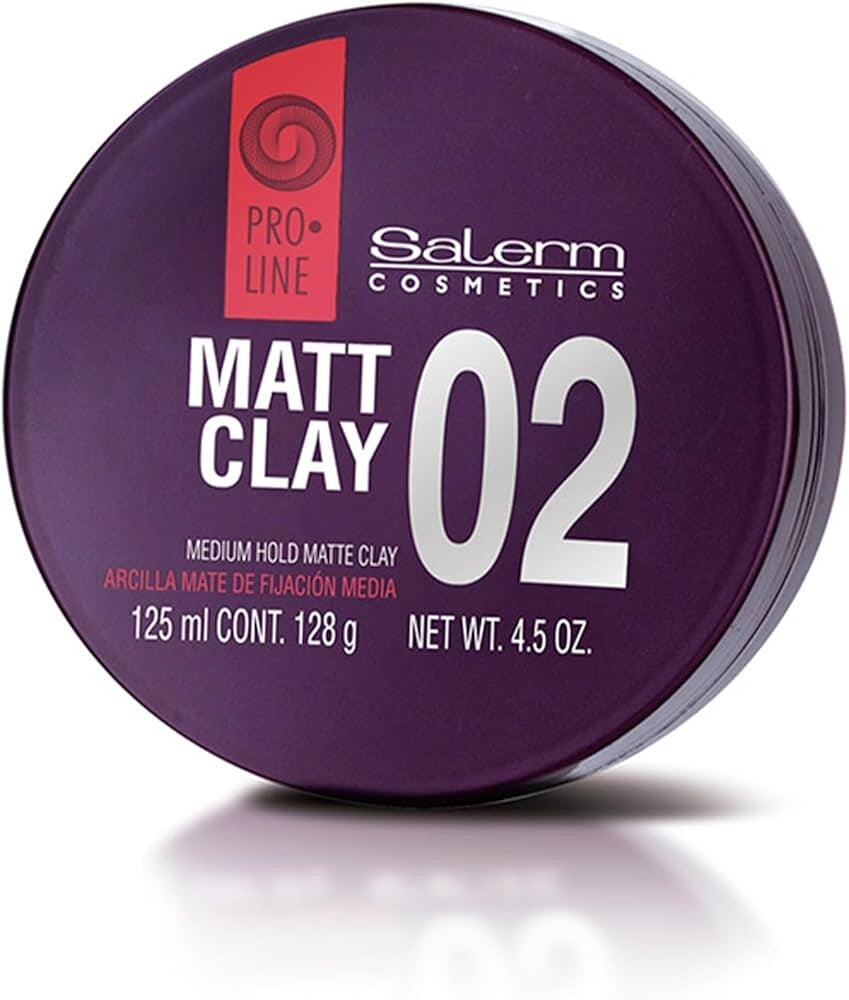 PRO•
LINE
Salerm
COSMETICS
MATT
CLAY
02
MEDIUM HOLD MATTE CLAY
ARCILLA MATE DE FIJACIÓN MEDIA
125 ml CONT. 128 g NET WT. 4.5 OZ.